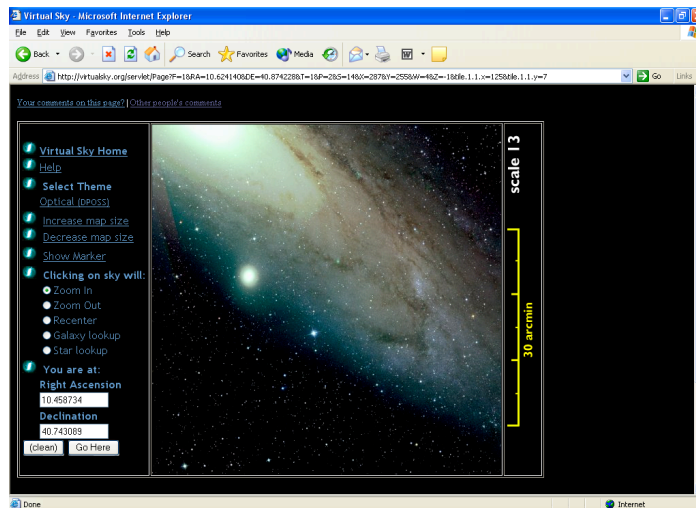 Virtual Sky - Microsoft Internet Explorer
File Edit View Favorites Tools Help
Back Search Favorites Media
Address http://virtualsky.org/servlet/Page?F=1&RA=10.624140&DE=40.874228&T=1&P=2&S=14&X=287&Y=255&W=4&Z=-1&tile.1.1.x=125&tile.1.1.y=7 Go Links
Your comments on this page? | Other people's comments
Virtual Sky Home
Help
Select Theme
Optical (DPOSS)
Increase map size
Decrease map size
Show Marker
Clicking on sky will:
Zoom In
Zoom Out
Recenter
Galaxy lookup
Star lookup
You are at:
Right Ascension
10.458734
Declination
40.743089
(clean) Go Here
scale 13
30 arcmin
Done Internet